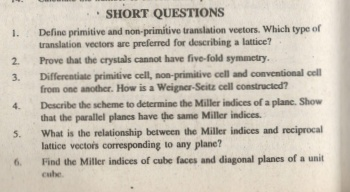 SHORT QUESTIONS
1. Define primitive and non-primitive translation vectors. Which type of
translation vectors are preferred for describing a lattice?
2. Prove that the crystals cannot have five-fold symmetry.
3. Differentiate primitive cell, non-primitive cell and conventional cell
from one another. How is a Weigner-Seitz cell constructed?
4. Describe the scheme to determine the Miller indices of a plane. Show
that the parallel planes have the same Miller indices.
5. What is the relationship between the Miller indices and reciprocal
lattice vectors corresponding to any plane?
6. Find the Miller indices of cube faces and diagonal planes of a unit
cube.